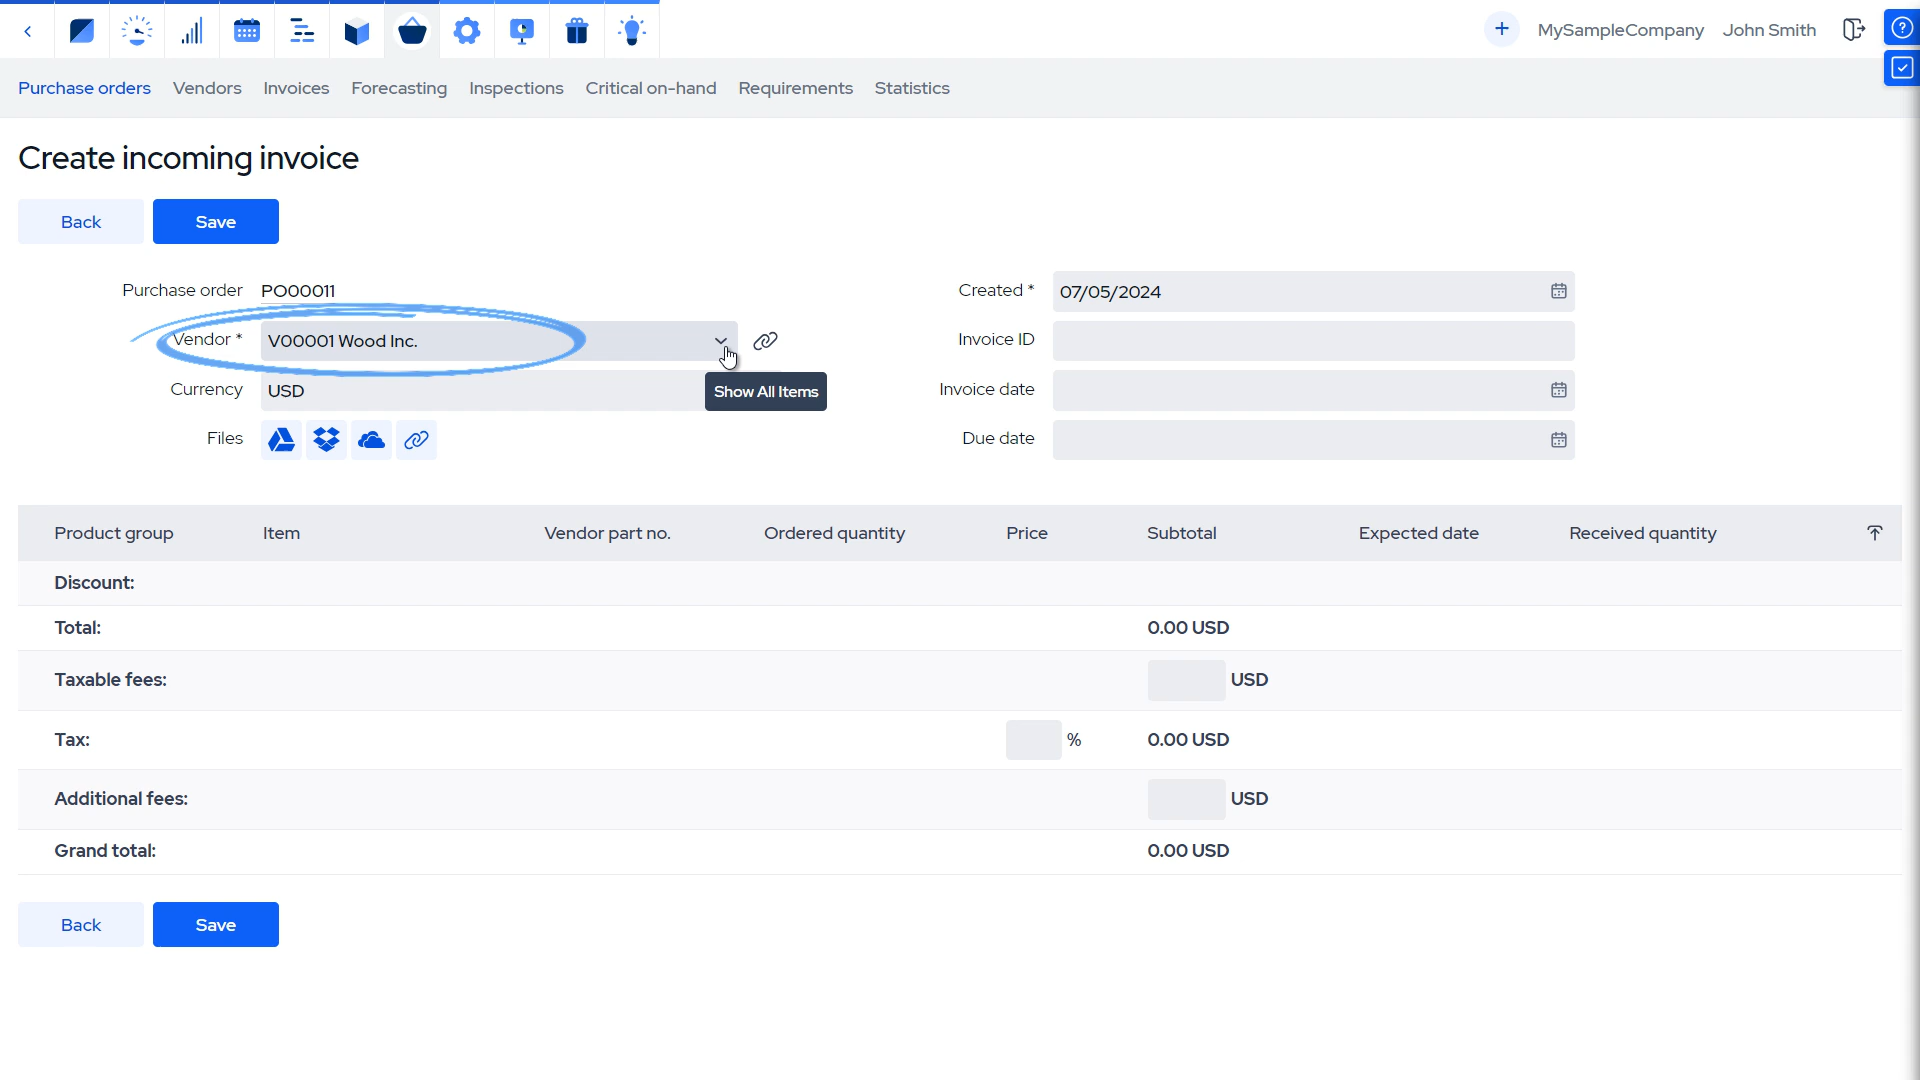 MySampleCompany John Smith
Purchase orders Vendors Invoices Forecasting Inspections Critical on-hand Requirements Statistics
Create incoming invoice
Back Save
Purchase order PO00011
Created * 07/05/2024
Vendor * V00001 Wood Inc.
Invoice ID
Currency USD
Show All Items
Invoice date
Files
Due date
Product group Item Vendor part no. Ordered quantity Price Subtotal Expected date Received quantity
Discount:
Total: 0.00 USD
Taxable fees: USD
Tax: % 0.00 USD
Additional fees: USD
Grand total: 0.00 USD
Back Save